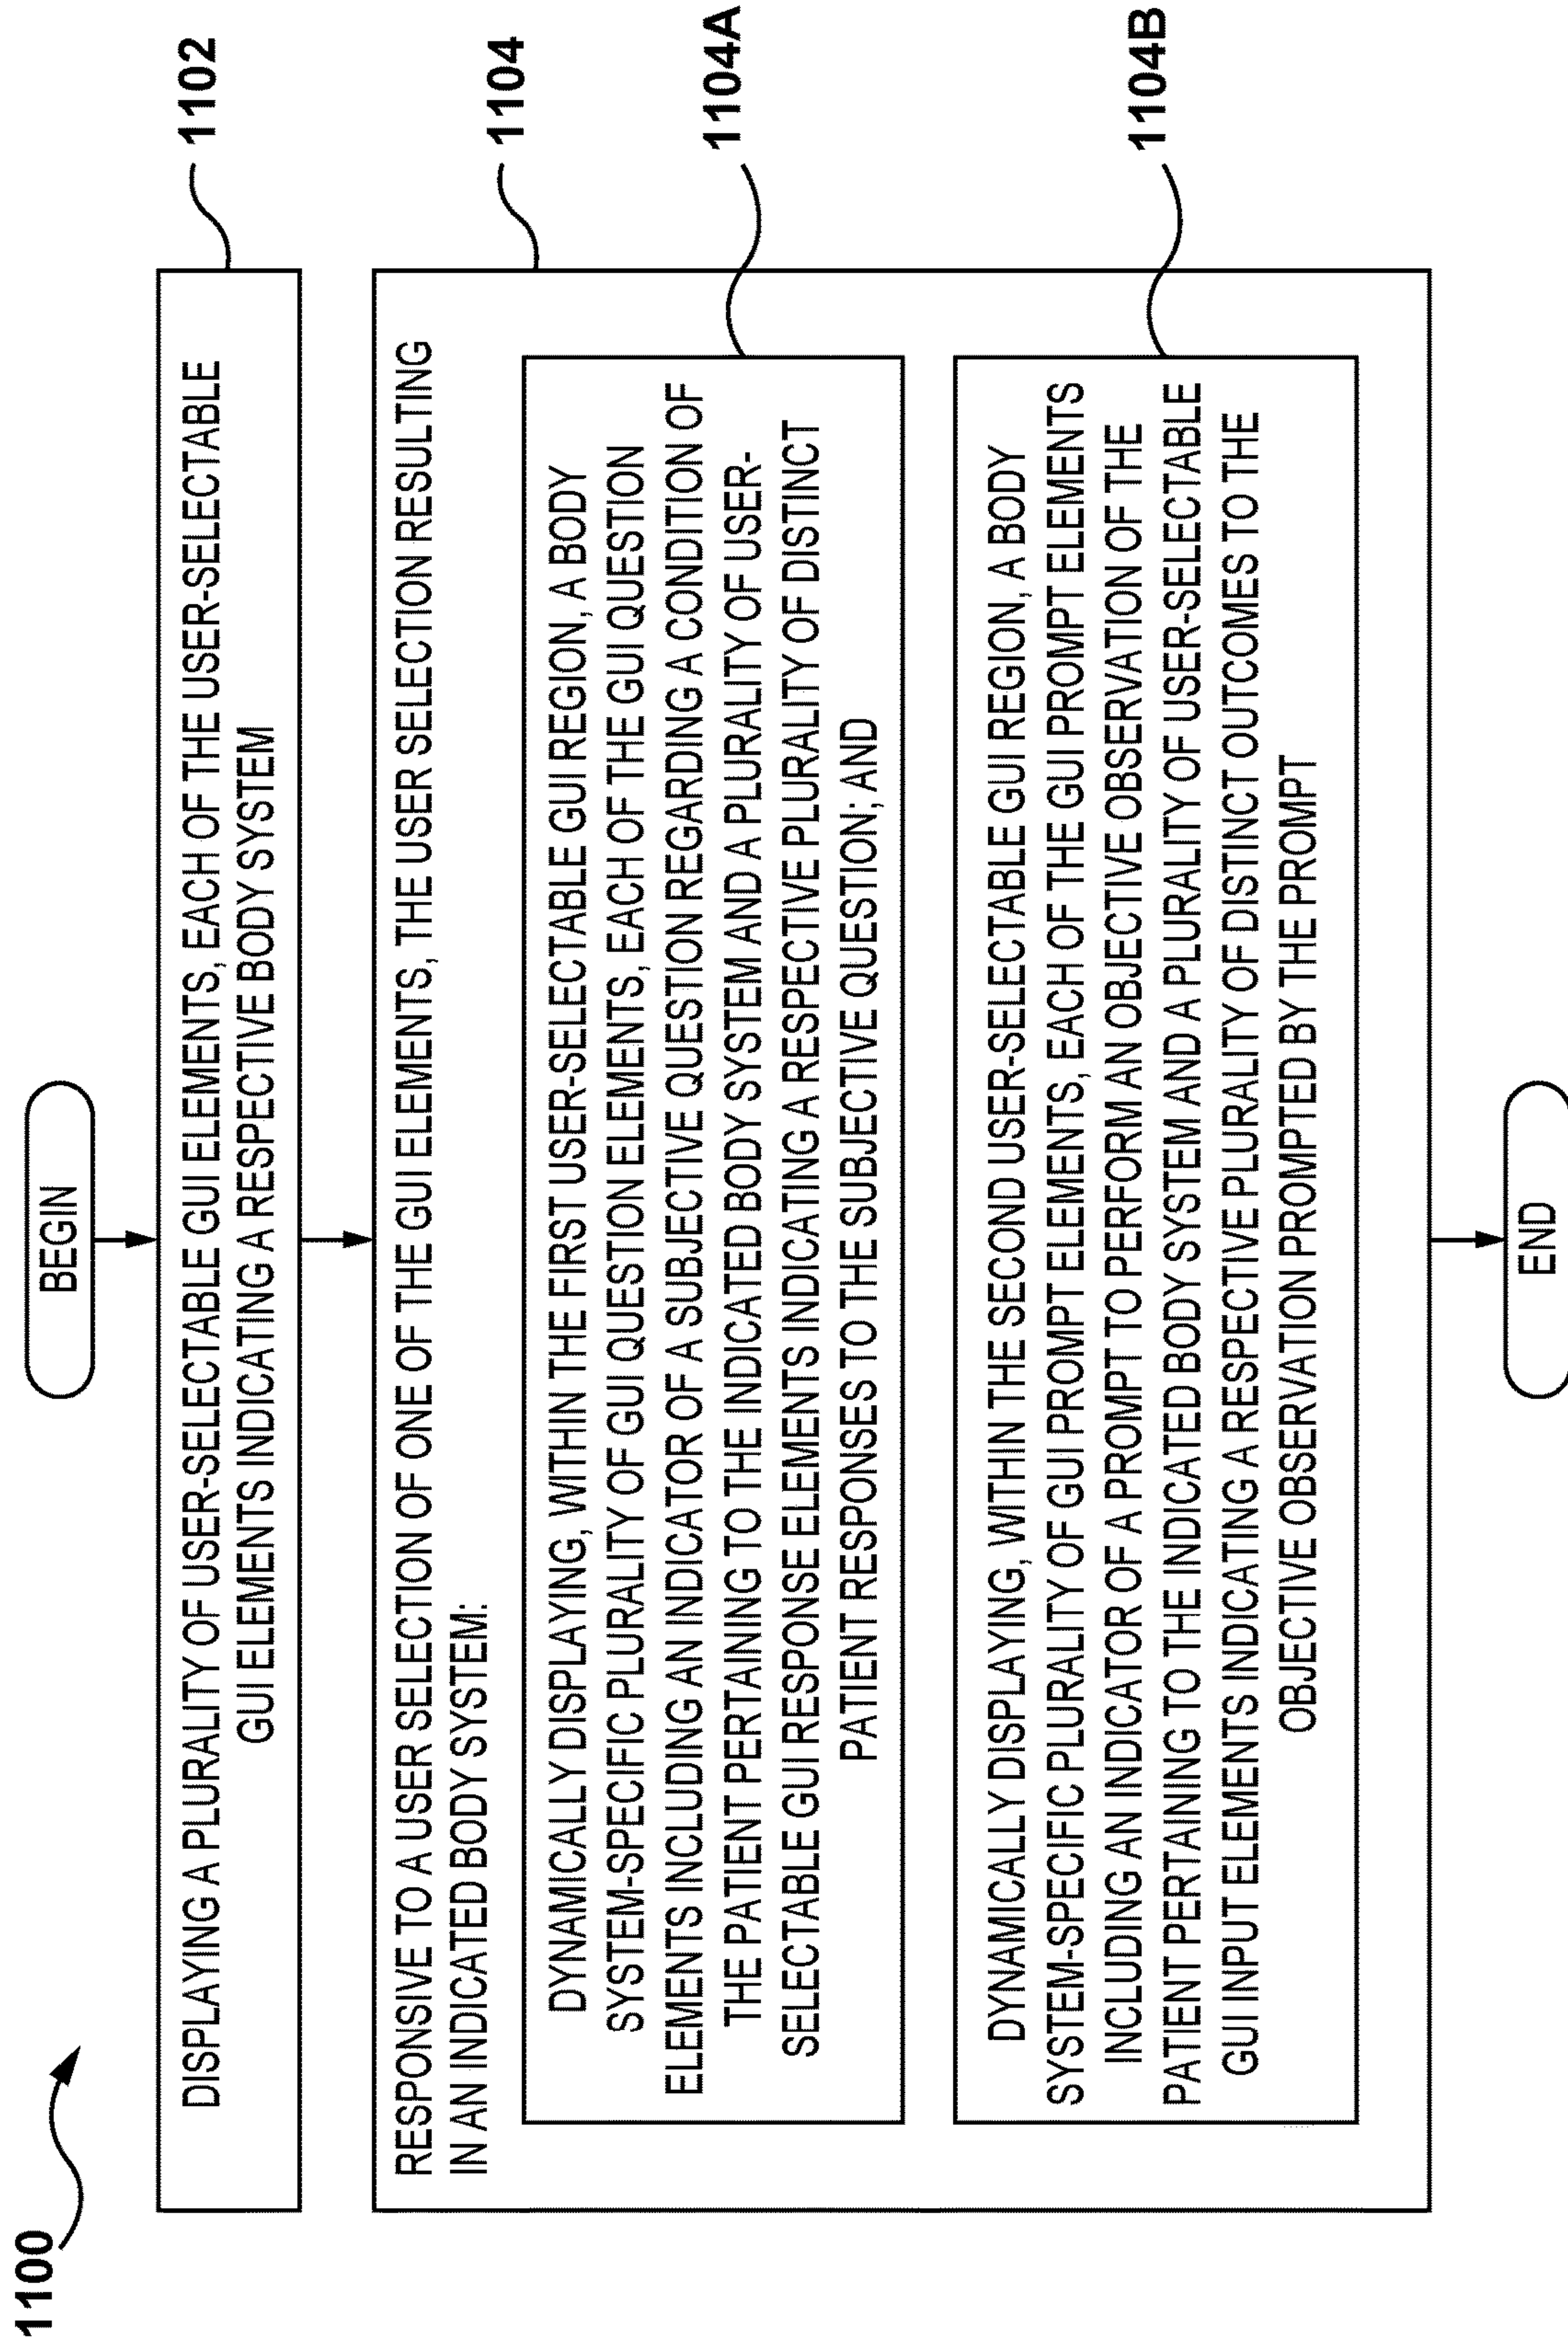 1100
BEGIN
DISPLAYING A PLURALITY OF USER-SELECTABLE GUI ELEMENTS, EACH OF THE USER-SELECTABLE
GUI ELEMENTS INDICATING A RESPECTIVE BODY SYSTEM
1102
RESPONSIVE TO A USER SELECTION OF ONE OF THE GUI ELEMENTS, THE USER SELECTION RESULTING
IN AN INDICATED BODY SYSTEM:
1104
DYNAMICALLY DISPLAYING, WITHIN THE FIRST USER-SELECTABLE GUI REGION, A BODY
SYSTEM-SPECIFIC PLURALITY OF GUI QUESTION ELEMENTS, EACH OF THE GUI QUESTION
ELEMENTS INCLUDING AN INDICATOR OF A SUBJECTIVE QUESTION REGARDING A CONDITION OF
THE PATIENT PERTAINING TO THE INDICATED BODY SYSTEM AND A PLURALITY OF USER-
SELECTABLE GUI RESPONSE ELEMENTS INDICATING A RESPECTIVE PLURALITY OF DISTINCT
PATIENT RESPONSES TO THE SUBJECTIVE QUESTION; AND
1104A
DYNAMICALLY DISPLAYING, WITHIN THE SECOND USER-SELECTABLE GUI REGION, A BODY
SYSTEM-SPECIFIC PLURALITY OF GUI PROMPT ELEMENTS, EACH OF THE GUI PROMPT ELEMENTS
INCLUDING AN INDICATOR OF A PROMPT TO PERFORM AN OBJECTIVE OBSERVATION OF THE
PATIENT PERTAINING TO THE INDICATED BODY SYSTEM AND A PLURALITY OF USER-SELECTABLE
GUI INPUT ELEMENTS INDICATING A RESPECTIVE PLURALITY OF DISTINCT OUTCOMES TO THE
OBJECTIVE OBSERVATION PROMPTED BY THE PROMPT
1104B
END